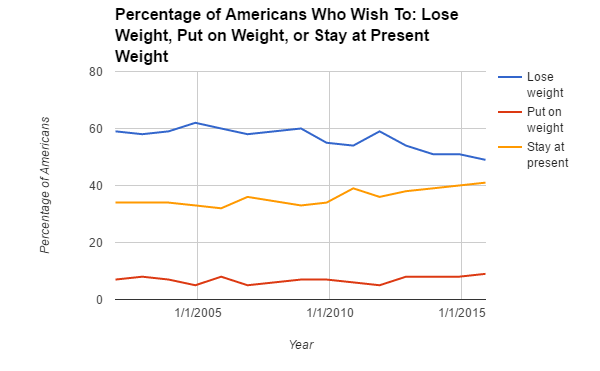 Percentage of Americans Who Wish To: Lose
Weight, Put on Weight, or Stay at Present
Weight
80
60
40
20
0
Percentage of Americans
1/1/2005
1/1/2010
1/1/2015
Year
Lose
weight
Put on
weight
Stay at
present